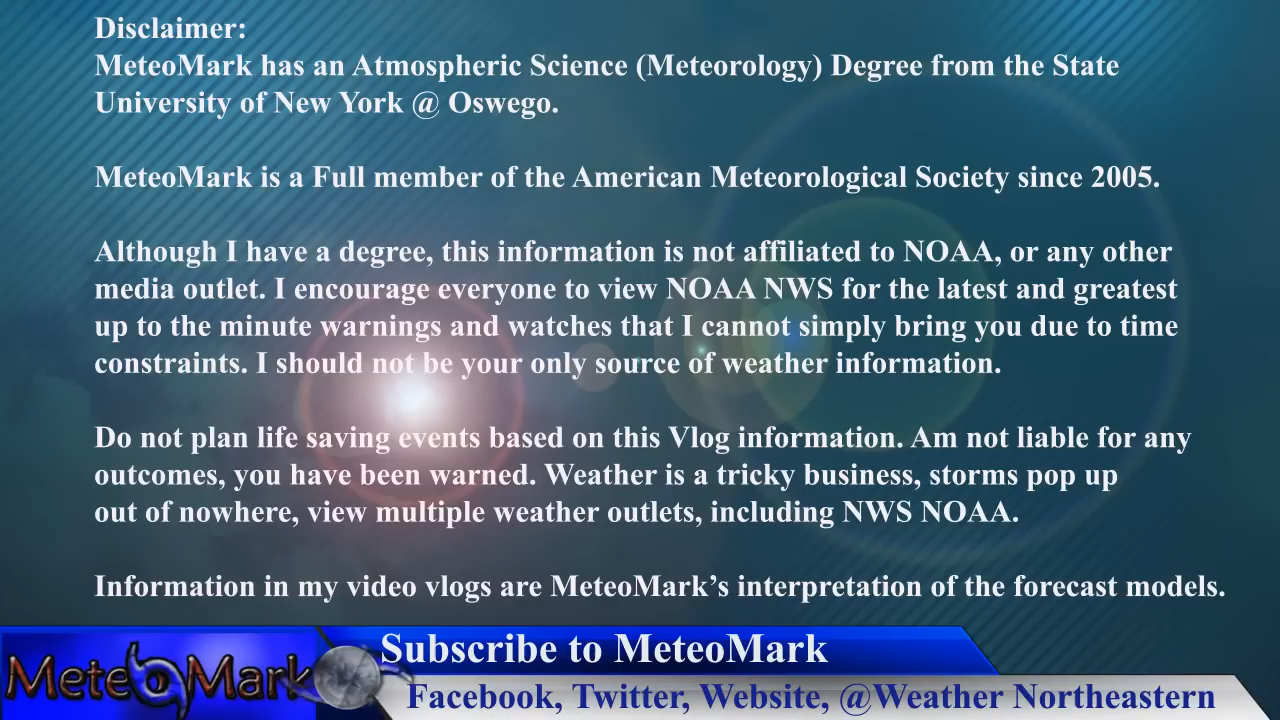 Disclaimer:
MeteoMark has an Atmospheric Science (Meteorology) Degree from the State
University of New York @ Oswego.
MeteoMark is a Full member of the American Meteorological Society since 2005.
Although I have a degree, this information is not affiliated to NOAA, or any other
media outlet. I encourage everyone to view NOAA NWS for the latest and greatest
up to the minute warnings and watches that I cannot simply bring you due to time
constraints. I should not be your only source of weather information.
Do not plan life saving events based on this Vlog information. Am not liable for any
outcomes, you have been warned. Weather is a tricky business, storms pop up
out of nowhere, view multiple weather outlets, including NWS NOAA.
Information in my video vlogs are MeteoMark’s interpretation of the forecast models.
Subscribe to MeteoMark
MeteoMark
Facebook, Twitter, Website, @Weather Northeastern